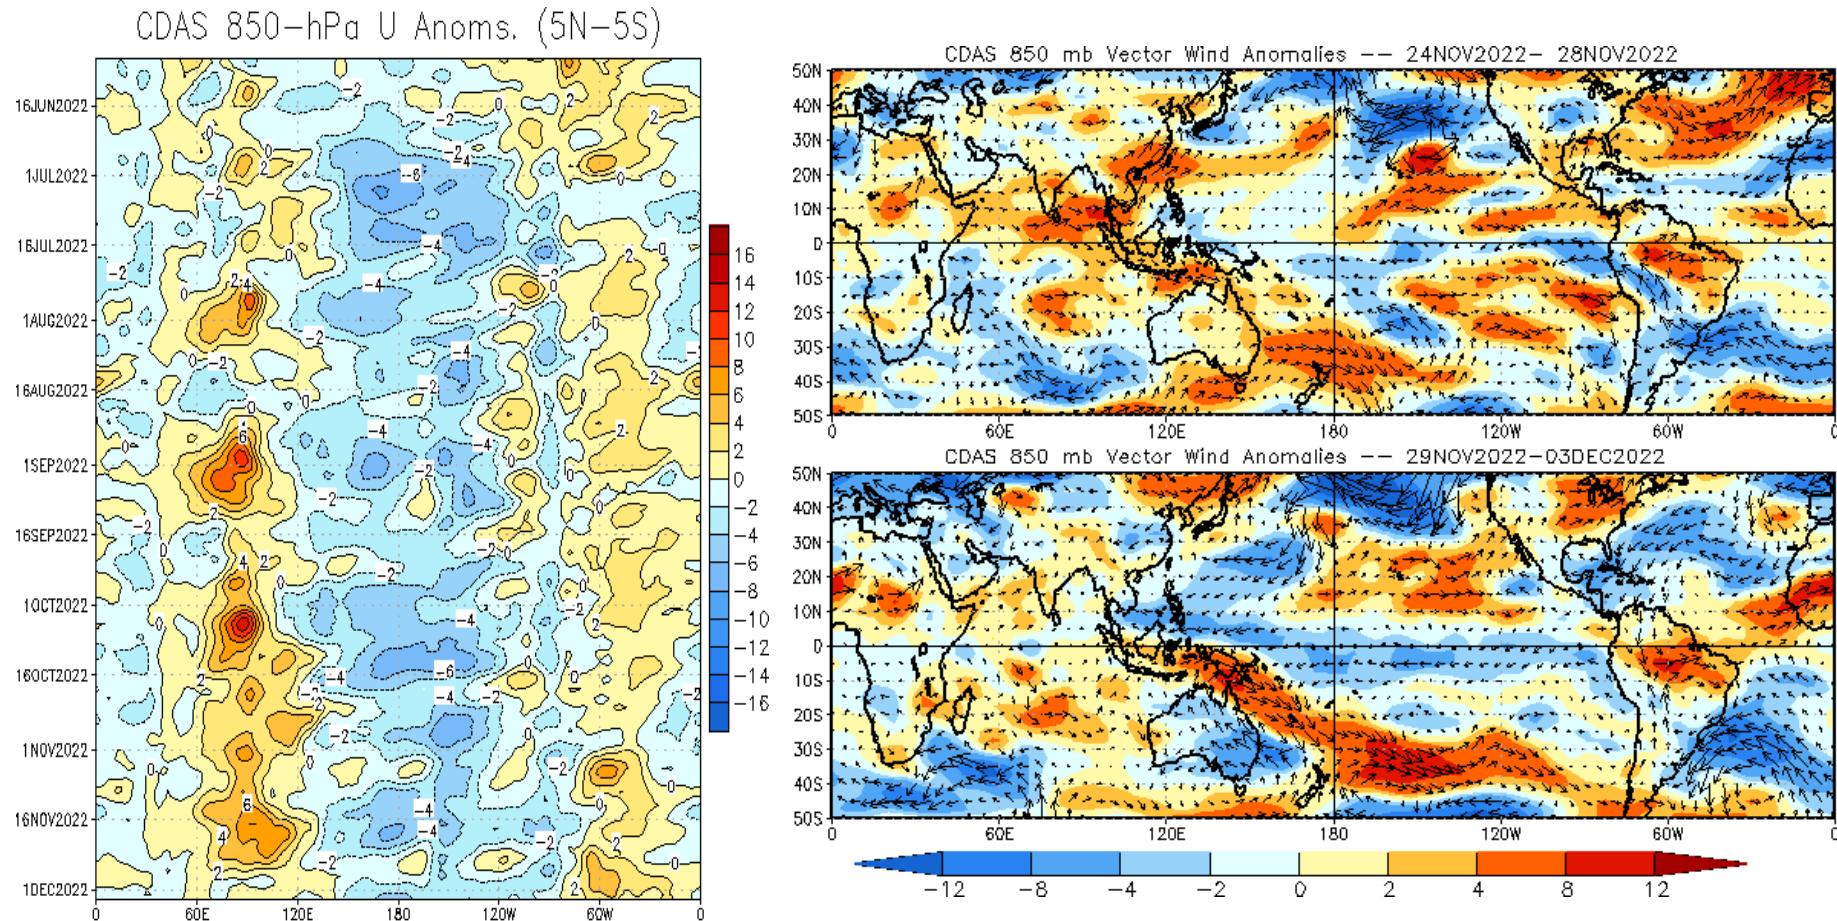 CDAS 850-hPa U Anoms. (5N-5S)
16JUN2022
1JUL2022
16JUL2022
1AUG2022
16AUG2022
1SEP2022
16SEP2022
1OCT2022
16OCT2022
1NOV2022
16NOV2022
1DEC2022
0 60E 120E 180 120W 60W 0
16
14
12
10
8
6
4
2
0
-2
-4
-6
-8
-10
-12
-14
-16
CDAS 850 mb Vector Wind Anomalies -- 24NOV2022- 28NOV2022
50N
40N
30N
20N
10N
0
10S
20S
30S
40S
50S
0 60E 120E 180 120W 60W 0
CDAS 850 mb Vector Wind Anomalies -- 29NOV2022-03DEC2022
50N
40N
30N
20N
10N
0
10S
20S
30S
40S
50S
0 60E 120E 180 120W 60W 0
-12 -8 -4 -2 0 2 4 8 12